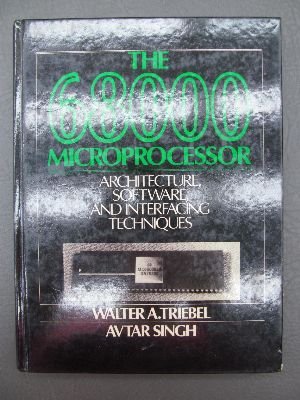 THE
68000
MICROPROCESSOR
ARCHITECTURE,
SOFTWARE,
AND INTERFACING
TECHNIQUES
WALTER A. TRIEBEL
AVTAR SINGH